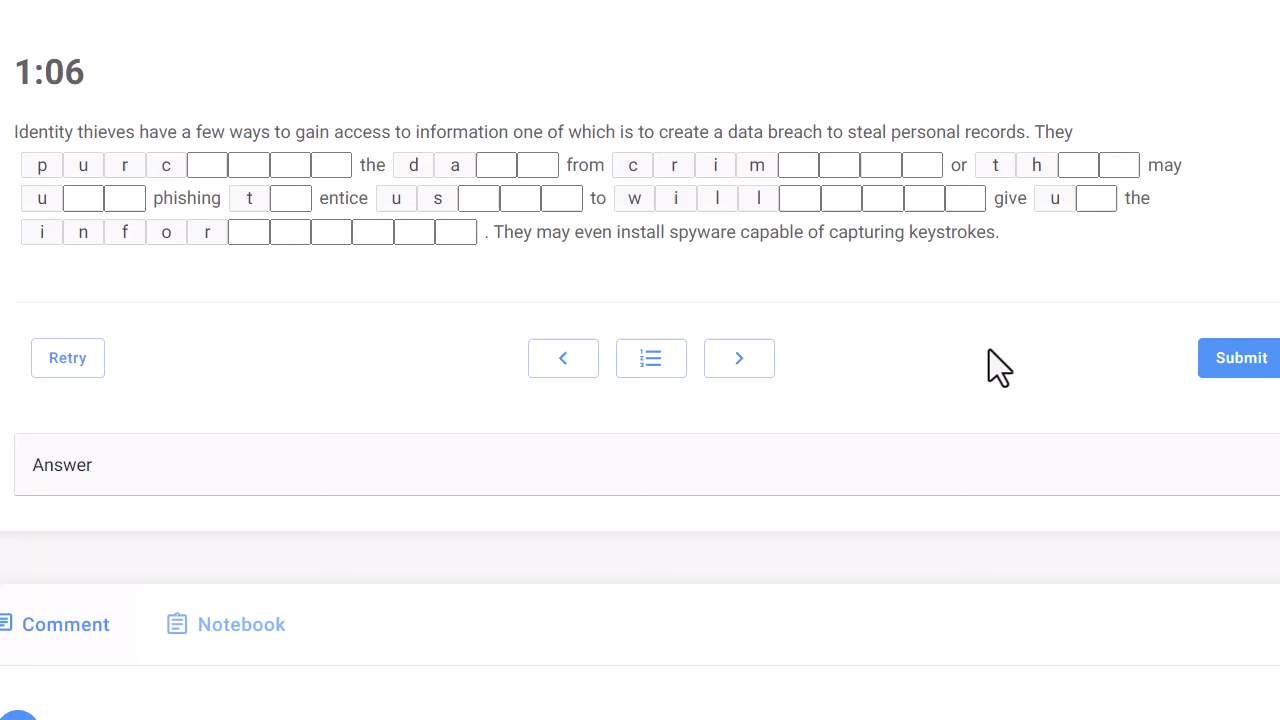 1:06
Identity thieves have a few ways to gain access to information one of which is to create a data breach to steal personal records. They
p u r c the d a from c r i m or t h may
u phishing t entice u s to w i l l give u the
i n f o r . They may even install spyware capable of capturing keystrokes.
Retry Submit
Answer
Comment Notebook